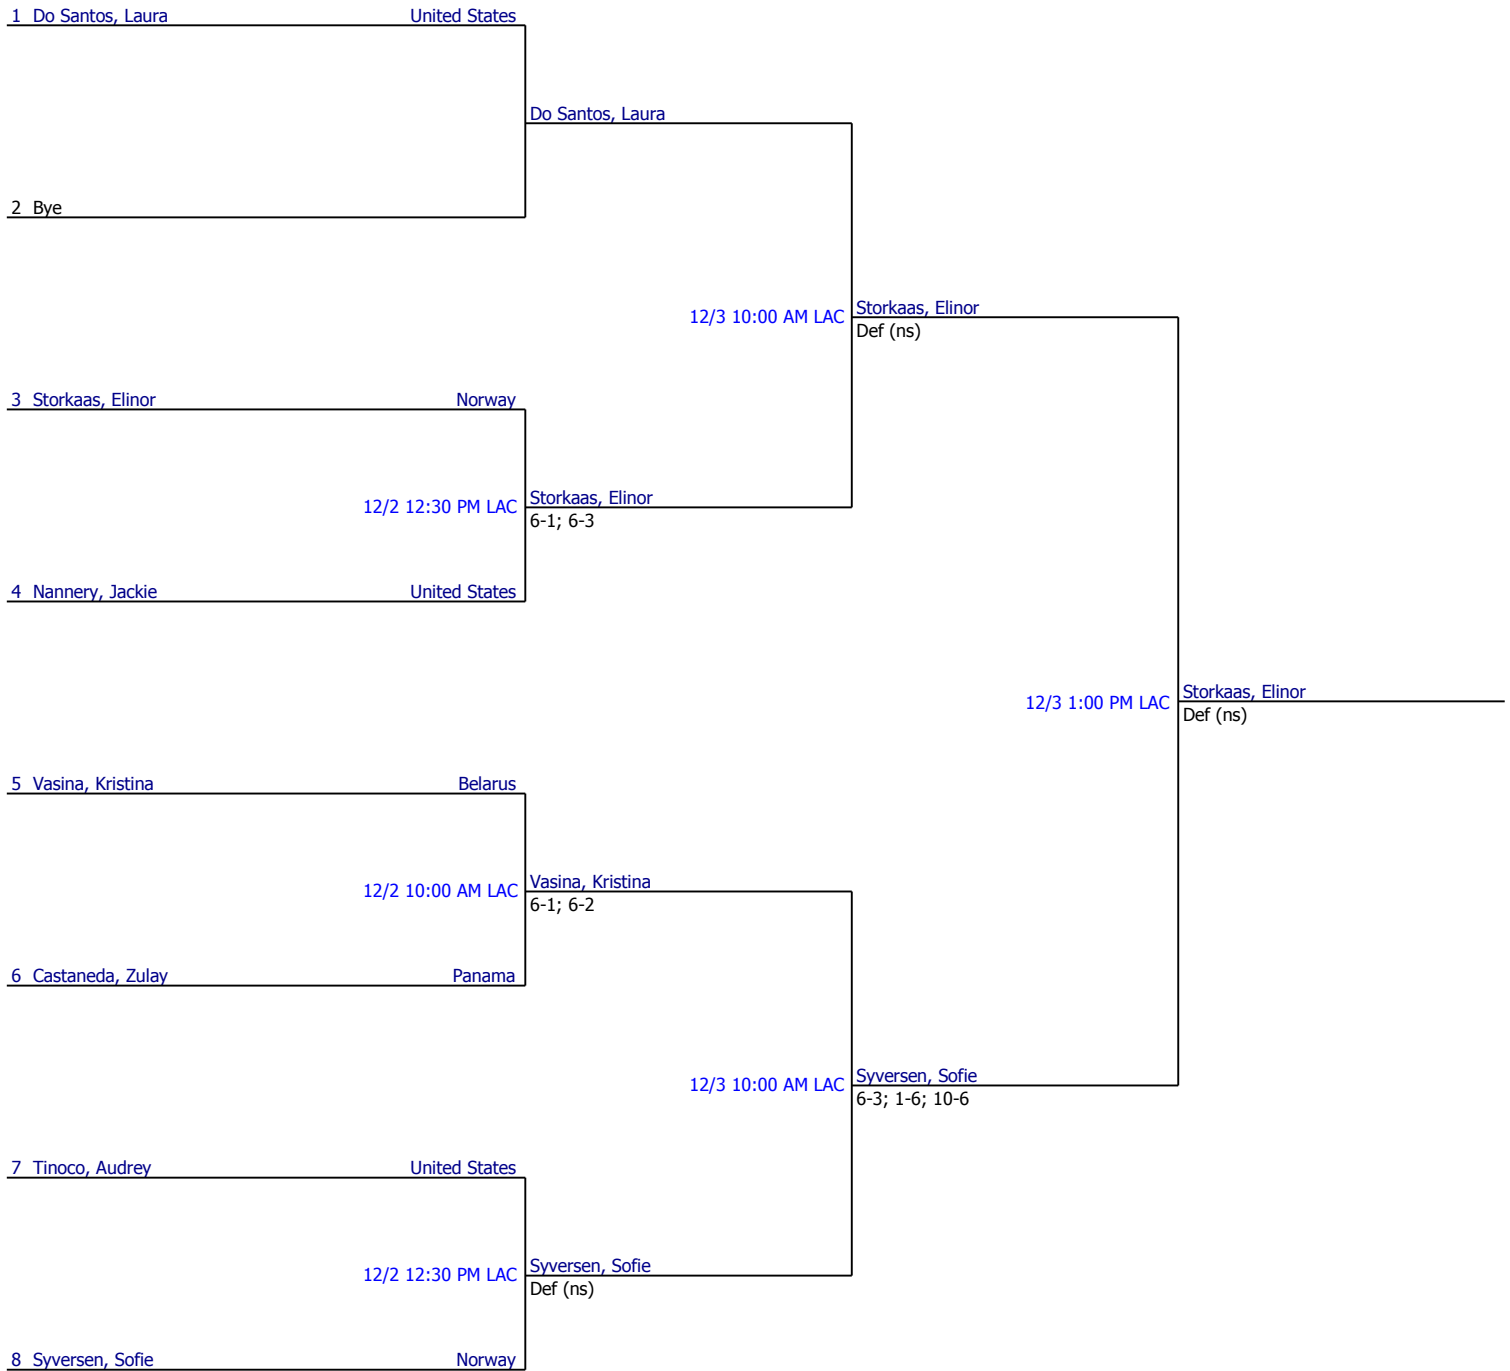 1 Do Santos, Laura United States
Do Santos, Laura
2 Bye
12/3 10:00 AM LAC Storkaas, Elinor
Def (ns)
3 Storkaas, Elinor Norway
12/2 12:30 PM LAC Storkaas, Elinor
6-1; 6-3
4 Nannery, Jackie United States
12/3 1:00 PM LAC Storkaas, Elinor
Def (ns)
5 Vasina, Kristina Belarus
12/2 10:00 AM LAC Vasina, Kristina
6-1; 6-2
6 Castaneda, Zulay Panama
12/3 10:00 AM LAC Syversen, Sofie
6-3; 1-6; 10-6
7 Tinoco, Audrey United States
12/2 12:30 PM LAC Syversen, Sofie
Def (ns)
8 Syversen, Sofie Norway